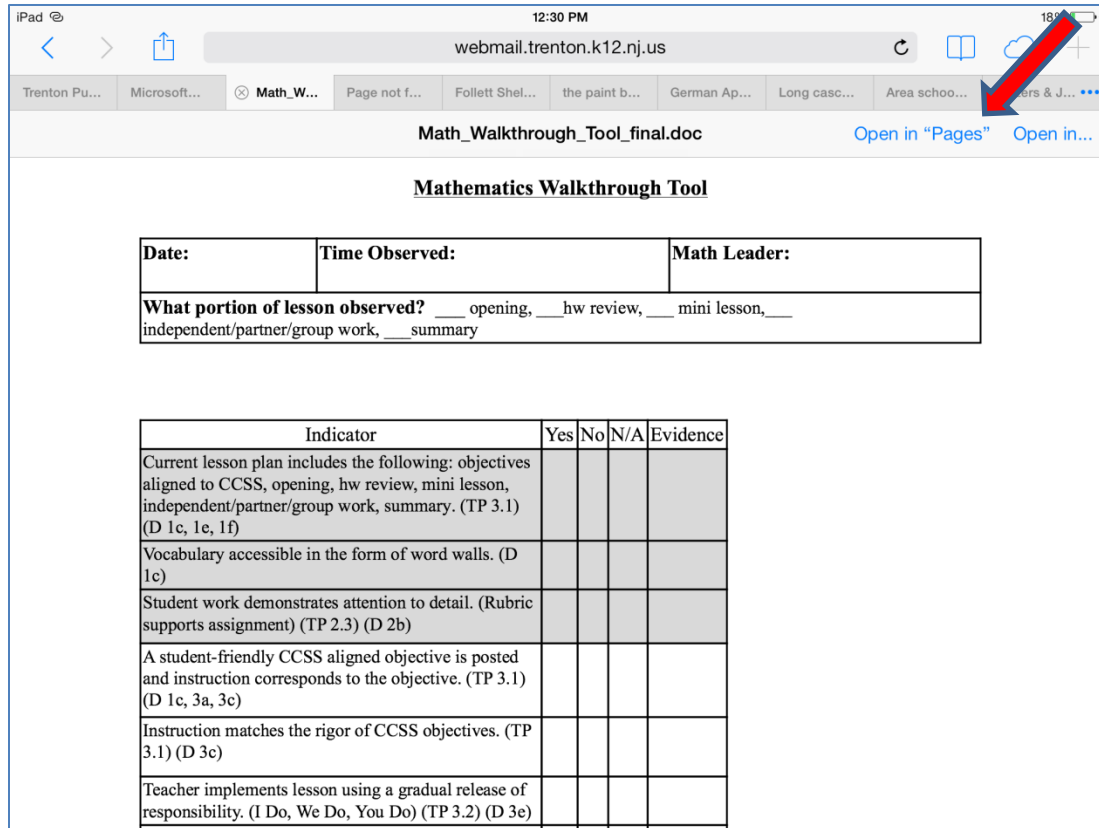 iPad 12:30 PM
webmail.trenton.k12.nj.us
Trenton Pu... Microsoft... Math_W... Page not f... Follett Shel... the paint b... German Ap... Long casc... Area schoo... & J...
Math_Walkthrough_Tool_final.doc Open in “Pages” Open in...
Mathematics Walkthrough Tool
Date: Time Observed: Math Leader:
What portion of lesson observed? ___ opening, ___hw review, ___ mini lesson,___
independent/partner/group work, ___summary
Indicator Yes No N/A Evidence
Current lesson plan includes the following: objectives
aligned to CCSS, opening, hw review, mini lesson,
independent/partner/group work, summary. (TP 3.1)
(D 1c, 1e, 1f)
Vocabulary accessible in the form of word walls. (D
1c)
Student work demonstrates attention to detail. (Rubric
supports assignment) (TP 2.3) (D 2b)
A student-friendly CCSS aligned objective is posted
and instruction corresponds to the objective. (TP 3.1)
(D 1c, 3a, 3c)
Instruction matches the rigor of CCSS objectives. (TP
3.1) (D 3c)
Teacher implements lesson using a gradual release of
responsibility. (I Do, We Do, You Do) (TP 3.2) (D 3e)